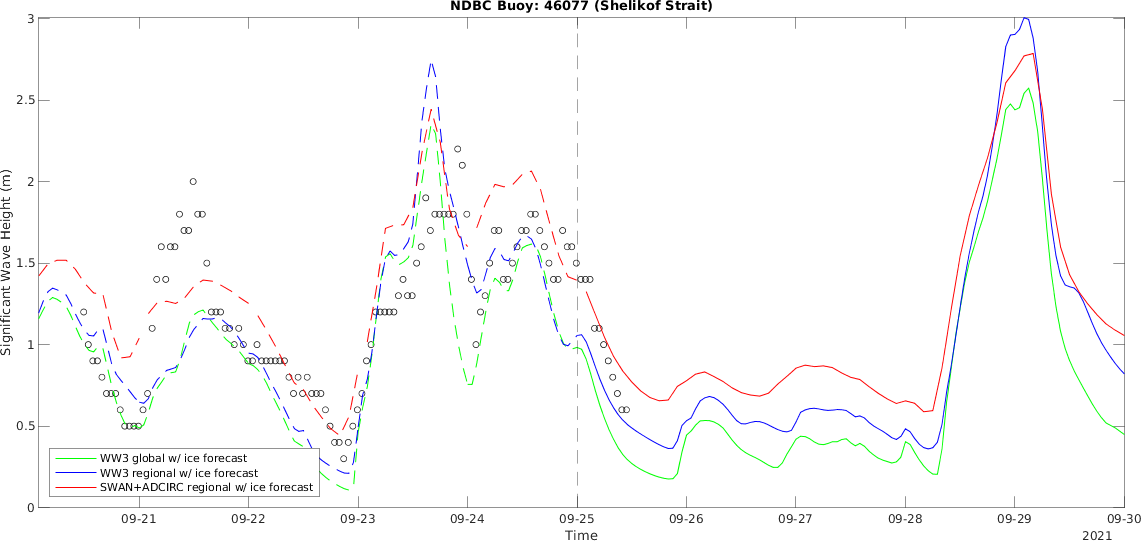 NDBC Buoy: 46077 (Shelikof Strait)
3
2.5
2
1.5
1
0.5
0
Significant Wave Height (m)
WW3 global w/ ice forecast
WW3 regional w/ ice forecast
SWAN+ADCIRC regional w/ ice forecast
09-21 09-22 09-23 09-24 09-25 09-26 09-27 09-28 09-29 09-30
Time
2021